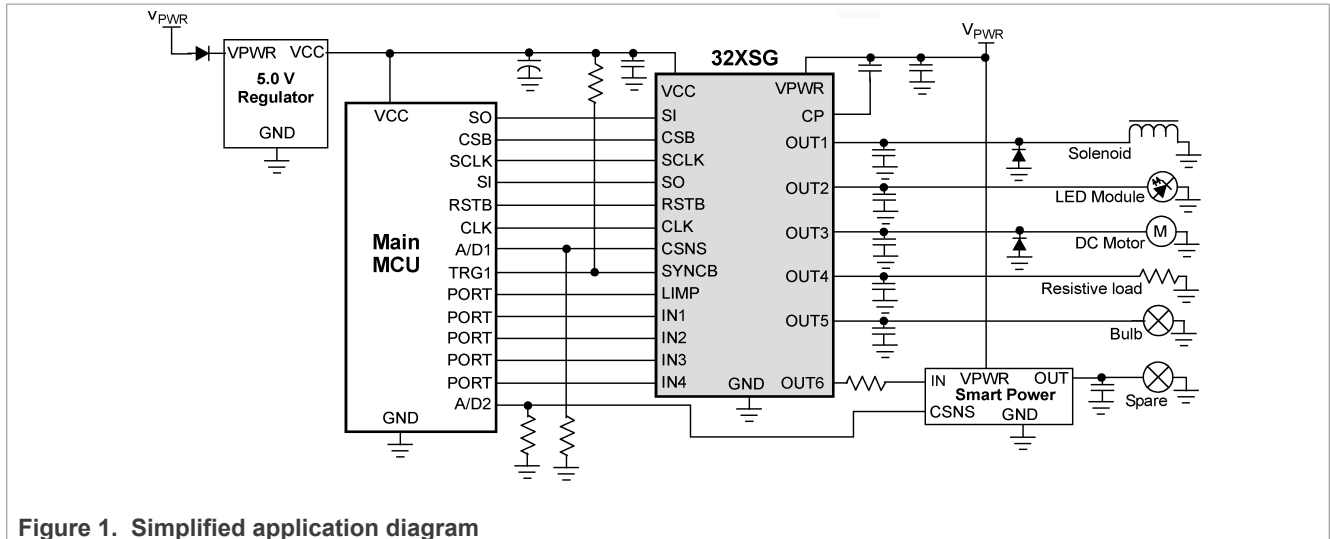 VPWR
VPWR VCC
5.0 V
Regulator
GND
VCC
SO
CSB
SCLK
SI
RSTB
CLK
A/D1
TRG1
PORT
PORT
PORT
PORT
PORT
A/D2
Main
MCU
GND
32XSG
VCC
SI
CSB
SCLK
SO
RSTB
CLK
CSNS
SYNCB
LIMP
IN1
IN2
IN3
IN4
GND
VPWR
CP
OUT1
OUT2
OUT3
OUT4
OUT5
OUT6
VPWR
Solenoid
LED Module
M
DC Motor
Resistive load
Bulb
IN VPWR OUT
Smart Power
CSNS GND
Spare
Figure 1. Simplified application diagram